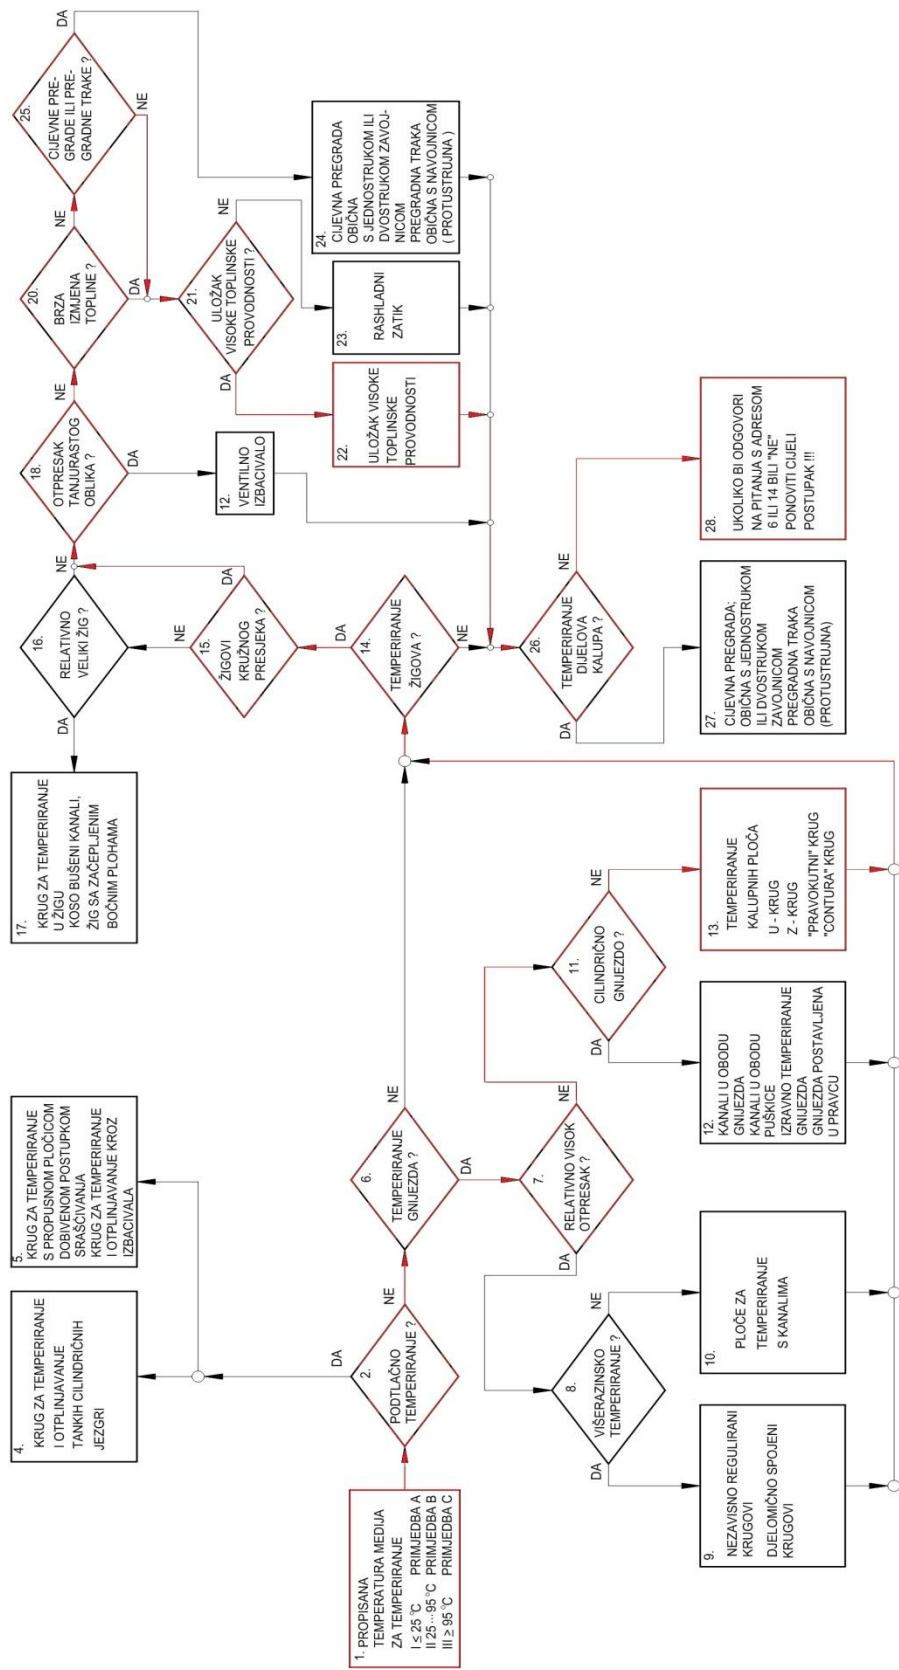 1. PROPISANA
TEMPERATURA MEDIJA
ZA TEMPERIRANJE
I ≤ 25 °C PRIMJEDBA A
II 25 ··· 95 °C PRIMJEDBA B
III ≥ 95 °C PRIMJEDBA C
2.
PODTLAČNO
TEMPERIRANJE ?
DA
NE
4.
KRUG ZA TEMPERIRANJE
I OTPLINJAVANJE
TANKIH CILINDRIČNIH
JEZGRI
5.
KRUG ZA TEMPERIRANJE
S PROPUSNOM PLOČICOM
DOBIVENOM POSTUPKOM
SRAŠĆIVANJA
KRUG ZA TEMPERIRANJE
I OTPLINJAVANJE KROZ
IZBACIVALA
6.
TEMPERIRANJE
GNIJEZDA ?
NE
DA
7.
RELATIVNO VISOK
OTPRESAK ?
DA
NE
8.
VIŠERAZINSKO
TEMPERIRANJE ?
DA
NE
9.
NEZAVISNO REGULIRANI
KRUGOVI
DJELOMIČNO SPOJENI
KRUGOVI
10.
PLOČE ZA
TEMPERIRANJE
S KANALIMA
11.
CILINDRIČNO
GNIJEZDO ?
DA
NE
12.
KANALI U OBODU
GNIJEZDA
KANALI U OBODU
PUŠKICE
IZRAVNO TEMPERIRANJE
GNIJEZDA
GNIJEZDA POSTAVLJENA
U PRAVCU
13.
TEMPERIRANJE
KALUPNIH PLOČA
U - KRUG
Z - KRUG
"PRAVOKUTNI" KRUG
"CONTURA" KRUG
14.
TEMPERIRANJE
ŽIGOVA ?
DA
NE
15.
ŽIGOVI
KRUŽNOG
PRESJEKA ?
NE
DA
16.
RELATIVNO
VELIKI ŽIG ?
DA
NE
17.
KRUG ZA TEMPERIRANJE
U ŽIGU
KOSO BUŠENI KANALI,
ŽIG SA ZAČEPLJENIM
BOČNIM PLOHAMA
18.
OTPRESAK
TANJURASTOG
OBLIKA ?
NE
DA
12.
VENTILNO
IZBACIVALO
20.
BRZA
IZMJENA
TOPLINE ?
NE
DA
25.
CIJEVNE PRE-
GRADE ILI PRE-
GRADNE TRAKE ?
DA
NE
21.
ULOŽAK
VISOKE TOPLINSKE
PROVODNOSTI ?
DA
NE
22.
ULOŽAK VISOKE
TOPLINSKE
PROVODNOSTI
23.
RASHLADNI
ZATIK
24.
CIJEVNA PREGRADA
OBIČNA
S JEDNOSTRUKOM ILI
DVOSTRUKOM ZAVOJ-
NICOM
PREGRADNA TRAKA
OBIČNA S NAVOJNICOM
( PROTUSTRUJNA )
26.
TEMPERIRANJE
DIJELOVA
KALUPA ?
DA
NE
27.
CIJEVNA PREGRADA;
OBIČNA S JEDNOSTRUKOM
ILI DVOSTRUKOM
ZAVOJNICOM
PREGRADNA TRAKA
OBIČNA S NAVOJNICOM
(PROTUSTRUJNA)
28.
UKOLIKO BI ODGOVORI
NA PITANJA S ADRESOM
6 ILI 14 BILI "NE"
PONOVITI CIJELI
POSTUPAK !!!